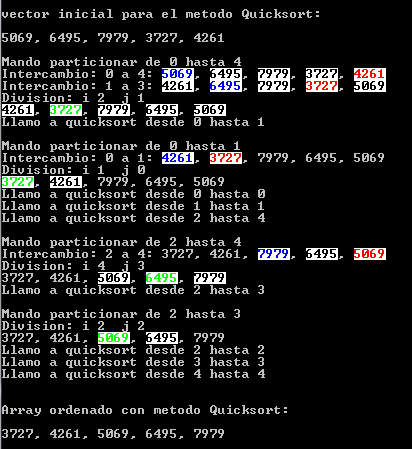 vector inicial para el metodo Quicksort:
5069, 6495, 7979, 3727, 4261
Mando particionar de 0 hasta 4
Intercambio: 0 a 4: 5069, 6495, 7979, 3727, 4261
Intercambio: 1 a 3: 4261, 6495, 7979, 3727, 5069
Division: i 2  j 1
4261, 3727, 7979, 6495, 5069
Llamo a quicksort desde 0 hasta 1
Mando particionar de 0 hasta 1
Intercambio: 0 a 1: 4261, 3727, 7979, 6495, 5069
Division: i 1  j 0
3727, 4261, 7979, 6495, 5069
Llamo a quicksort desde 0 hasta 0
Llamo a quicksort desde 1 hasta 1
Llamo a quicksort desde 2 hasta 4
Mando particionar de 2 hasta 4
Intercambio: 2 a 4: 3727, 4261, 7979, 6495, 5069
Division: i 4  j 3
3727, 4261, 5069, 6495, 7979
Llamo a quicksort desde 2 hasta 3
Mando particionar de 2 hasta 3
Division: i 2  j 2
3727, 4261, 5069, 6495, 7979
Llamo a quicksort desde 2 hasta 2
Llamo a quicksort desde 3 hasta 3
Llamo a quicksort desde 4 hasta 4
Array ordenado con metodo Quicksort:
3727, 4261, 5069, 6495, 7979